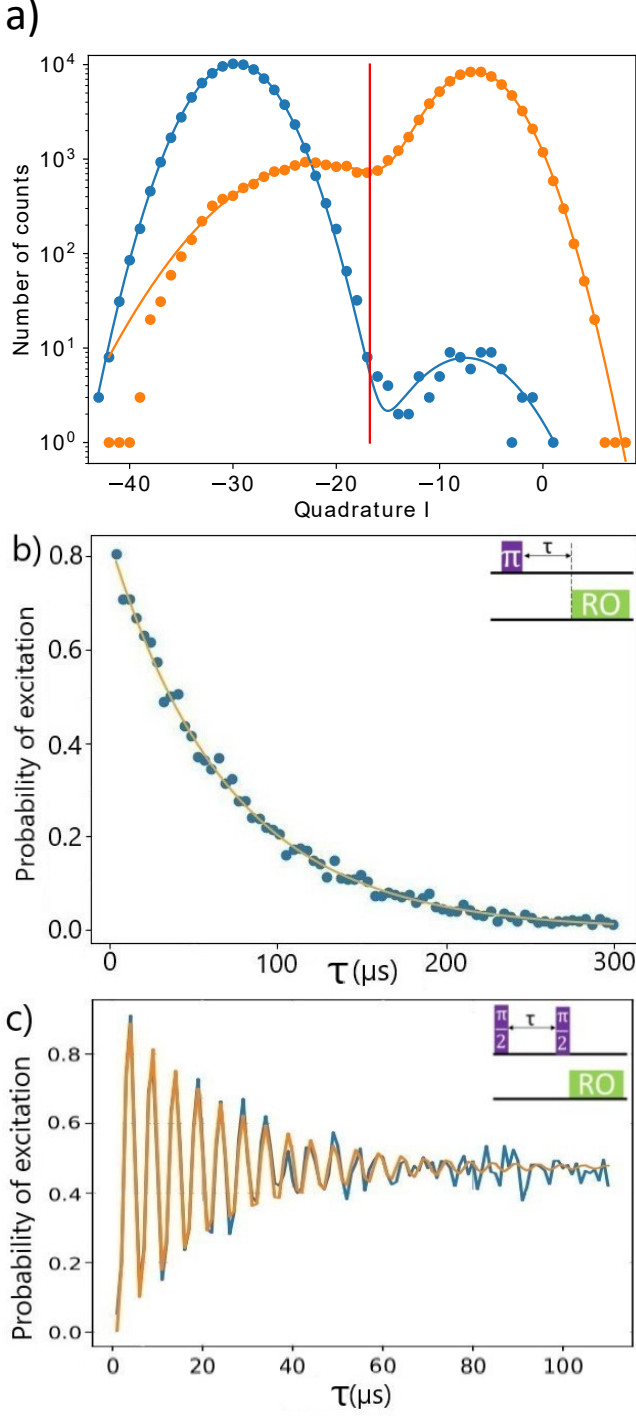 a)
10⁴
10³
10²
10¹
10⁰
Number of counts
−40
−30
−20
−10
0
Quadrature I
b)
0.8
0.6
0.4
0.2
0.0
Probability of excitation
π
τ
RO
0
100
200
300
τ (μs)
c)
0.8
0.6
0.4
0.2
0.0
Probability of excitation
π/2
τ
π/2
RO
0
20
40
60
80
100
τ(μs)